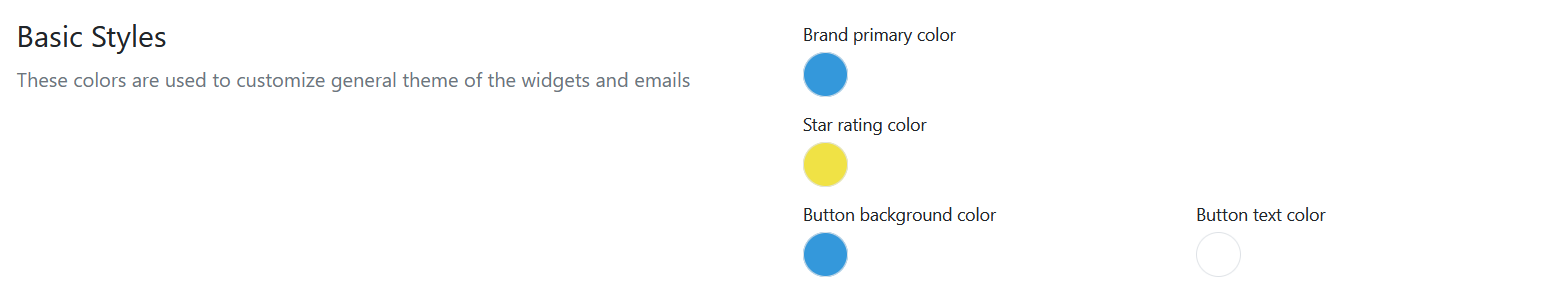 Basic Styles
These colors are used to customize general theme of the widgets and emails
Brand primary color
Star rating color
Button background color
Button text color